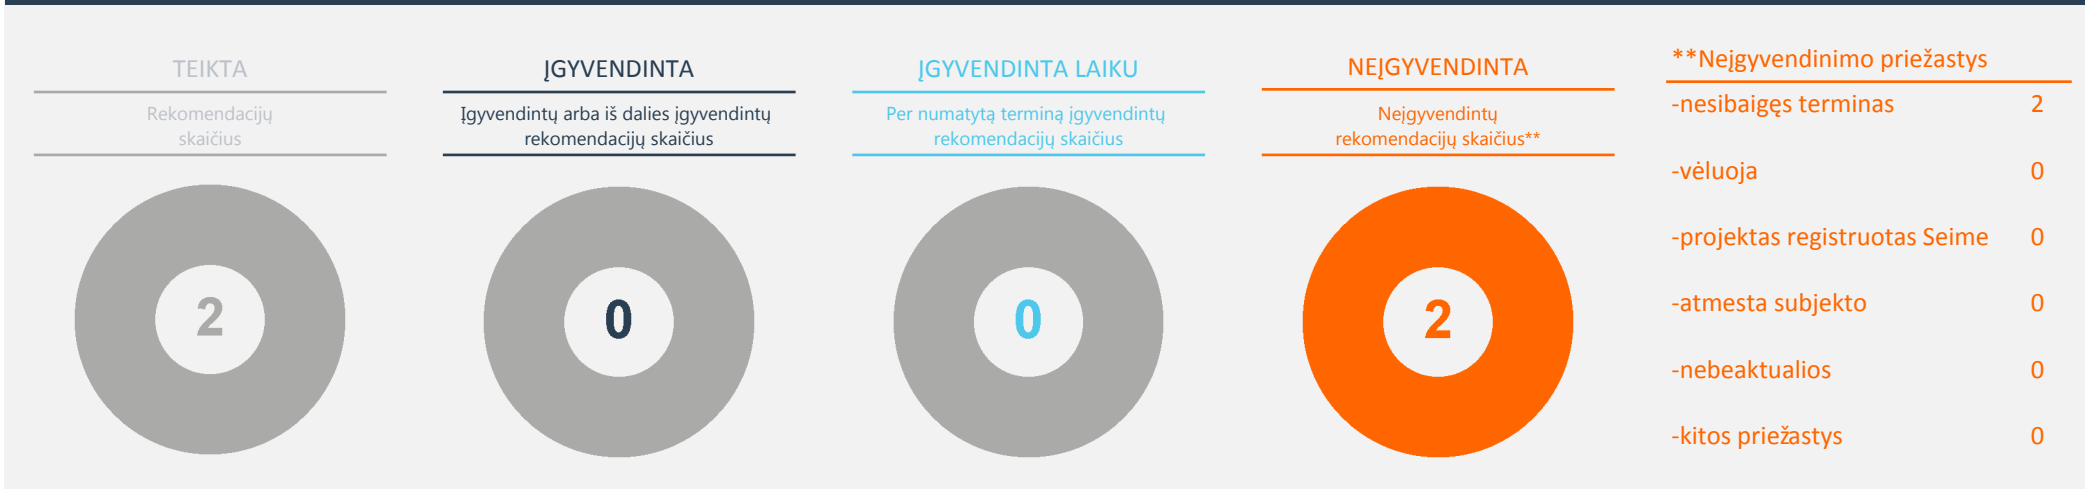 TEIKTA
Rekomendacijų
skaičius
2
ĮGYVENDINTA
Įgyvendintų arba iš dalies įgyvendintų
rekomendacijų skaičius
0
ĮGYVENDINTA LAIKU
Per numatytą terminą įgyvendintų
rekomendacijų skaičius
0
NEĮGYVENDINTA
Neįgyvendintų
rekomendacijų skaičius**
2
**Neįgyvendinimo priežastys
-nesibaigęs terminas 2
-vėluoja 0
-projektas registruotas Seime 0
-atmesta subjekto 0
-nebeaktualios 0
-kitos priežastys 0